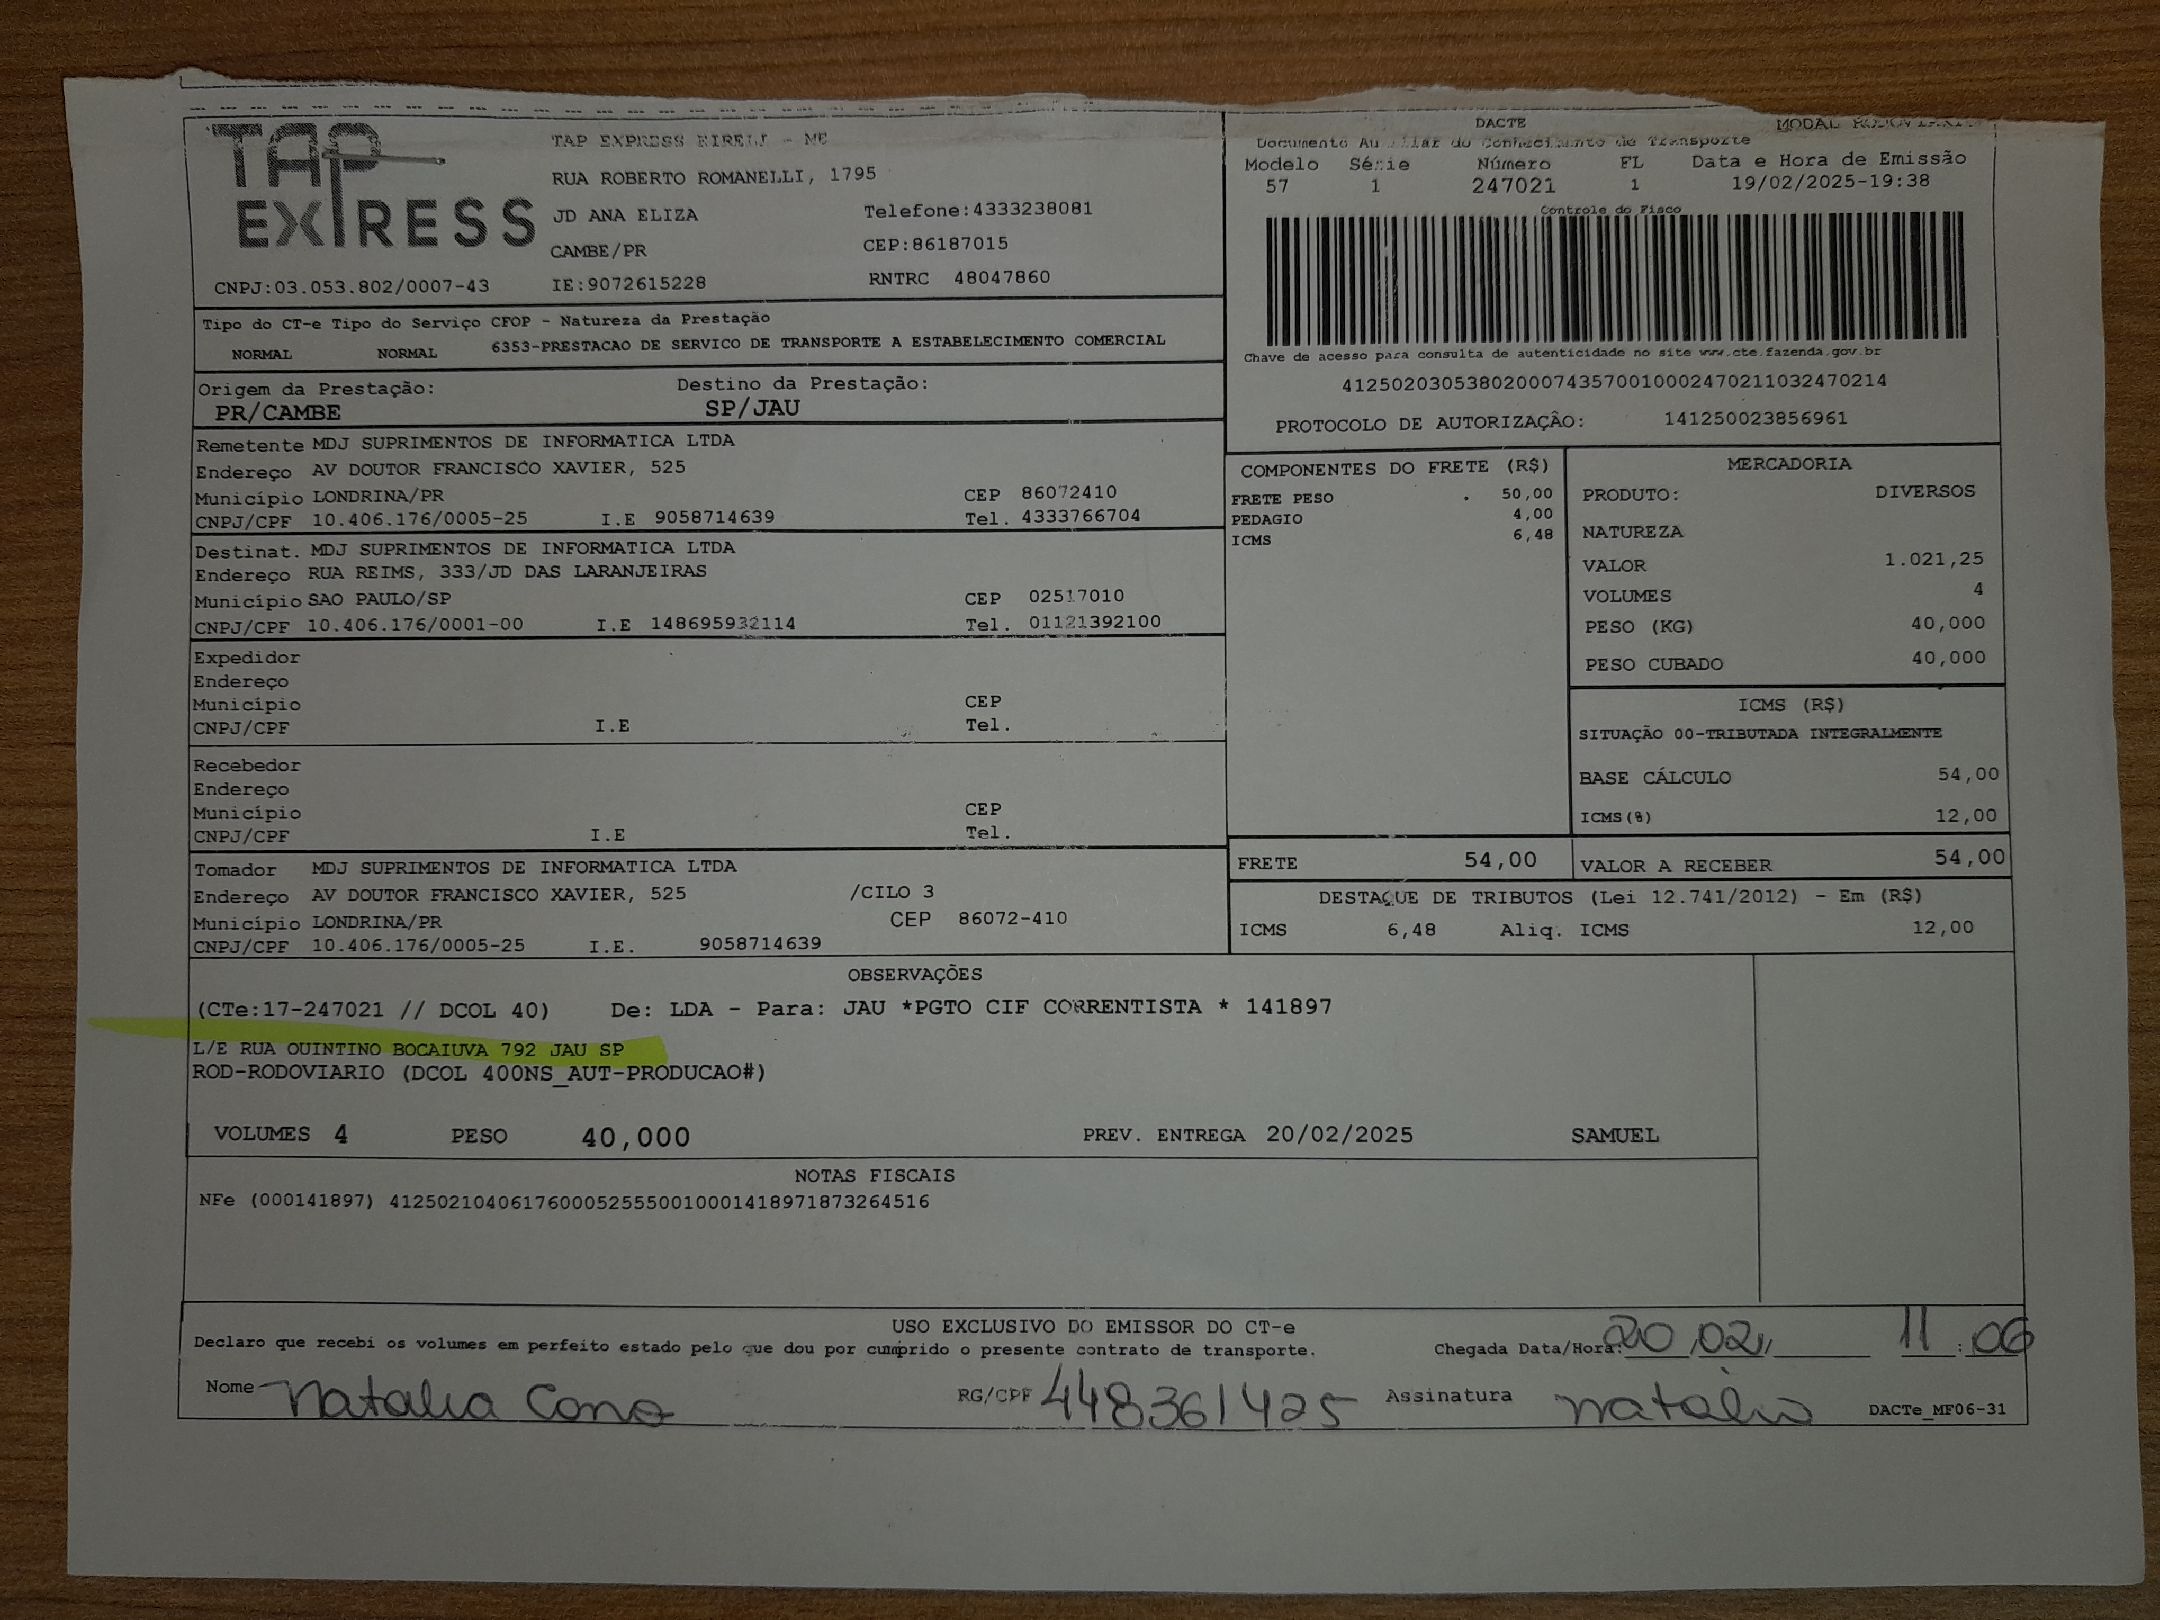 TAP
EXPRESS
TAP EXPRESS EIRELI - ME
RUA ROBERTO ROMANELLI, 1795
JD ANA ELIZA Telefone:4333238081
CAMBE/PR CEP:86187015
CNPJ:03.053.802/0007-43 IE:9072615228 RNTRC 48047860
DACTE MODAL RODOVIARIO
Documento Auxiliar do Conhecimento de Transporte
Modelo Série Número FL Data e Hora de Emissão
57 1 247021 1 19/02/2025-19:38
Controle do Fisco
Chave de acesso para consulta de autenticidade no site www.cte.fazenda.gov.br
41250203053802000743570010002470211032470214
PROTOCOLO DE AUTORIZAÇÃO: 141250023856961
Tipo do CT-e Tipo do Serviço CFOP - Natureza da Prestação
NORMAL NORMAL 6353-PRESTACAO DE SERVICO DE TRANSPORTE A ESTABELECIMENTO COMERCIAL
Origem da Prestação: Destino da Prestação:
PR/CAMBE SP/JAU
Remetente MDJ SUPRIMENTOS DE INFORMATICA LTDA
Endereço AV DOUTOR FRANCISCO XAVIER, 525
Município LONDRINA/PR CEP 86072410
CNPJ/CPF 10.406.176/0005-25 I.E 9058714639 Tel. 4333766704
Destinat. MDJ SUPRIMENTOS DE INFORMATICA LTDA
Endereço RUA REIMS, 333/JD DAS LARANJEIRAS
Município SAO PAULO/SP CEP 02517010
CNPJ/CPF 10.406.176/0001-00 I.E 148695932114 Tel. 01121392100
Expedidor
Endereço
Município CEP
CNPJ/CPF I.E Tel.
Recebedor
Endereço
Município CEP
CNPJ/CPF I.E Tel.
Tomador MDJ SUPRIMENTOS DE INFORMATICA LTDA
Endereço AV DOUTOR FRANCISCO XAVIER, 525 /CILO 3
Município LONDRINA/PR CEP 86072-410
CNPJ/CPF 10.406.176/0005-25 I.E. 9058714639
COMPONENTES DO FRETE (R$)
FRETE PESO 50,00
PEDAGIO 4,00
ICMS 6,48
MERCADORIA
PRODUTO: DIVERSOS
NATUREZA
VALOR 1.021,25
VOLUMES 4
PESO (KG) 40,000
PESO CUBADO 40,000
ICMS (R$)
SITUAÇÃO 00-TRIBUTADA INTEGRALMENTE
BASE CÁLCULO 54,00
ICMS(%) 12,00
FRETE 54,00 VALOR A RECEBER 54,00
DESTAQUE DE TRIBUTOS (Lei 12.741/2012) - Em (R$)
ICMS 6,48 Aliq. ICMS 12,00
OBSERVAÇÕES
(CTe:17-247021 // DCOL 40) De: LDA - Para: JAU *PGTO CIF CORRENTISTA * 141897
L/E RUA QUINTINO BOCAIUVA 792 JAU SP
ROD-RODOVIARIO (DCOL 400NS_AUT-PRODUCAO#)
VOLUMES 4 PESO 40,000 PREV. ENTREGA 20/02/2025 SAMUEL
NOTAS FISCAIS
NFe (000141897) 41250210406176000525550010001418971873264516
USO EXCLUSIVO DO EMISSOR DO CT-e
Declaro que recebi os volumes em perfeito estado pelo que dou por cumprido o presente contrato de transporte. Chegada Data/Hora: 20/02/ 11:06
Nome Natalia Cano RG/CPF 448361425 Assinatura Natalia DACTe_MF06-31